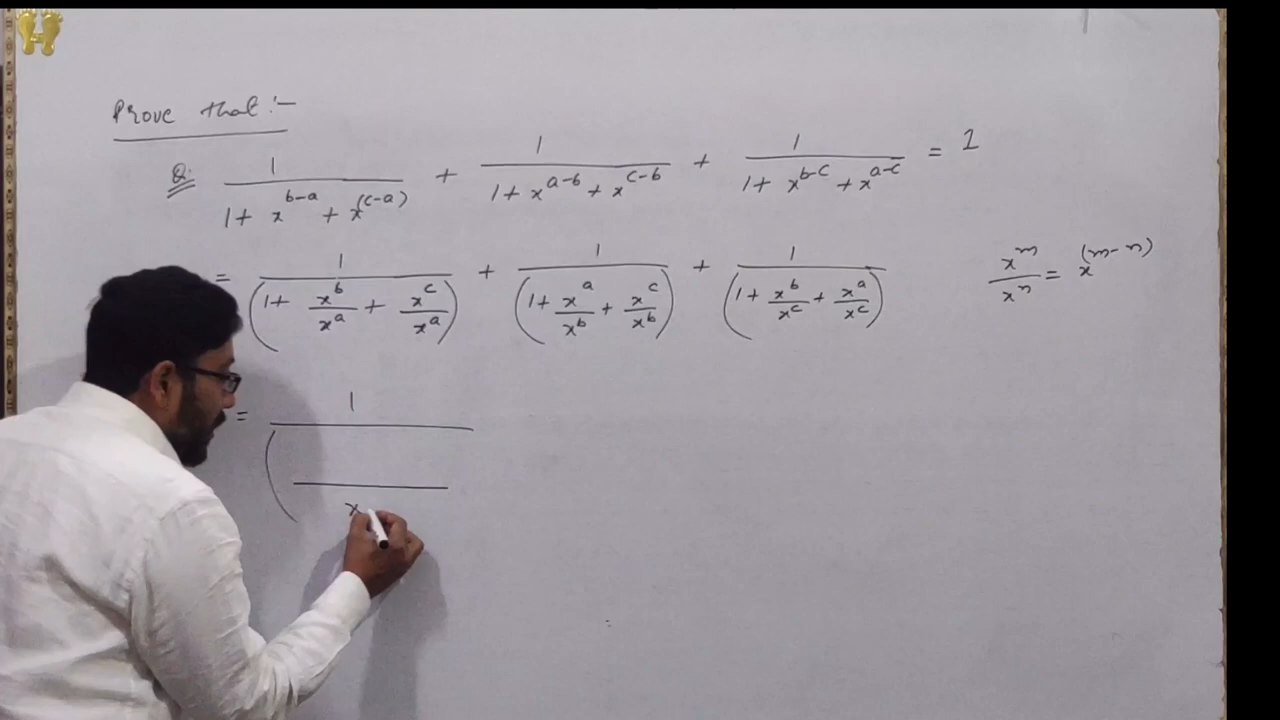 Prove that :-
Q. 1/(1 + x^(b-a) + x^(c-a)) + 1/(1 + x^(a-b) + x^(c-b)) + 1/(1 + x^(b-c) + x^(a-c)) = 1
= 1/(1 + x^b/x^a + x^c/x^a) + 1/(1 + x^a/x^b + x^c/x^b) + 1/(1 + x^b/x^c + x^a/x^c)
x^m/x^n = x^(m-n)
= 1/( /x
H